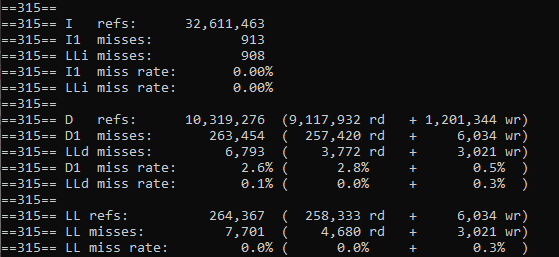 ==315==
==315== I   refs:      32,611,463
==315== I1  misses:           913
==315== LLi misses:           908
==315== I1  miss rate:       0.00%
==315== LLi miss rate:       0.00%
==315==
==315== D   refs:      10,319,276  (9,117,932 rd   + 1,201,344 wr)
==315== D1  misses:       263,454  (  257,420 rd   +     6,034 wr)
==315== LLd misses:         6,793  (    3,772 rd   +     3,021 wr)
==315== D1  miss rate:        2.6% (      2.8%     +       0.5%  )
==315== LLd miss rate:        0.1% (      0.0%     +       0.3%  )
==315==
==315== LL refs:          264,367  (  258,333 rd   +     6,034 wr)
==315== LL misses:          7,701  (    4,680 rd   +     3,021 wr)
==315== LL miss rate:         0.0% (      0.0%     +       0.3%  )